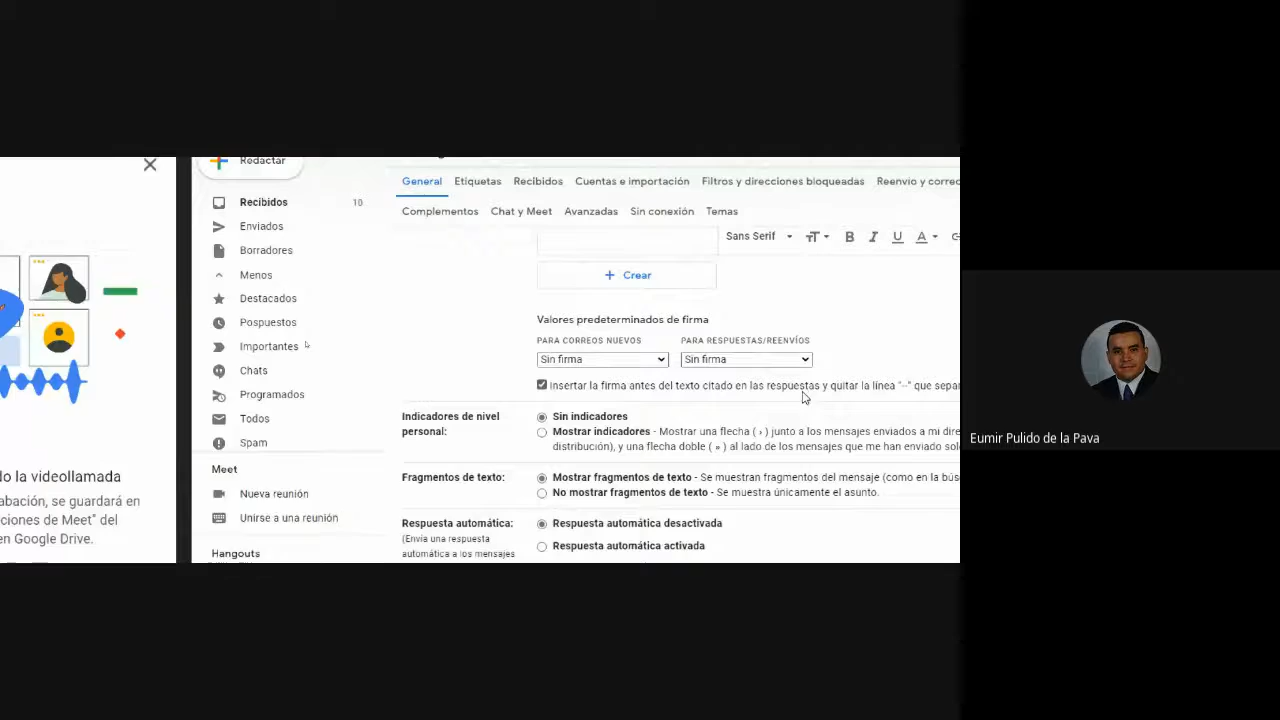 Redactar
Recibidos 10
Enviados
Borradores
Menos
Destacados
Pospuestos
Importantes
Chats
Programados
Todos
Spam
Meet
Nueva reunión
Unirse a una reunión
Hangouts
do la videollamada
abación, se guardará en
ciones de Meet" del
en Google Drive.
General Etiquetas Recibidos Cuentas e importación Filtros y direcciones bloqueadas Reenvío y correo
Complementos Chat y Meet Avanzadas Sin conexión Temas
Sans Serif B I U A
+ Crear
Valores predeterminados de firma
PARA CORREOS NUEVOS PARA RESPUESTAS/REENVÍOS
Sin firma Sin firma
Insertar la firma antes del texto citado en las respuestas y quitar la línea "--" que sepa
Indicadores de nivel personal:
Sin indicadores
Mostrar indicadores - Mostrar una flecha ( › ) junto a los mensajes enviados a mi dire
distribución), y una flecha doble ( » ) al lado de los mensajes que me han enviado sol
Fragmentos de texto:
Mostrar fragmentos de texto - Se muestran fragmentos del mensaje (como en la bús
No mostrar fragmentos de texto - Se muestra únicamente el asunto.
Respuesta automática:
(Envía una respuesta
automática a los mensajes
Respuesta automática desactivada
Respuesta automática activada
Eumir Pulido de la Pava